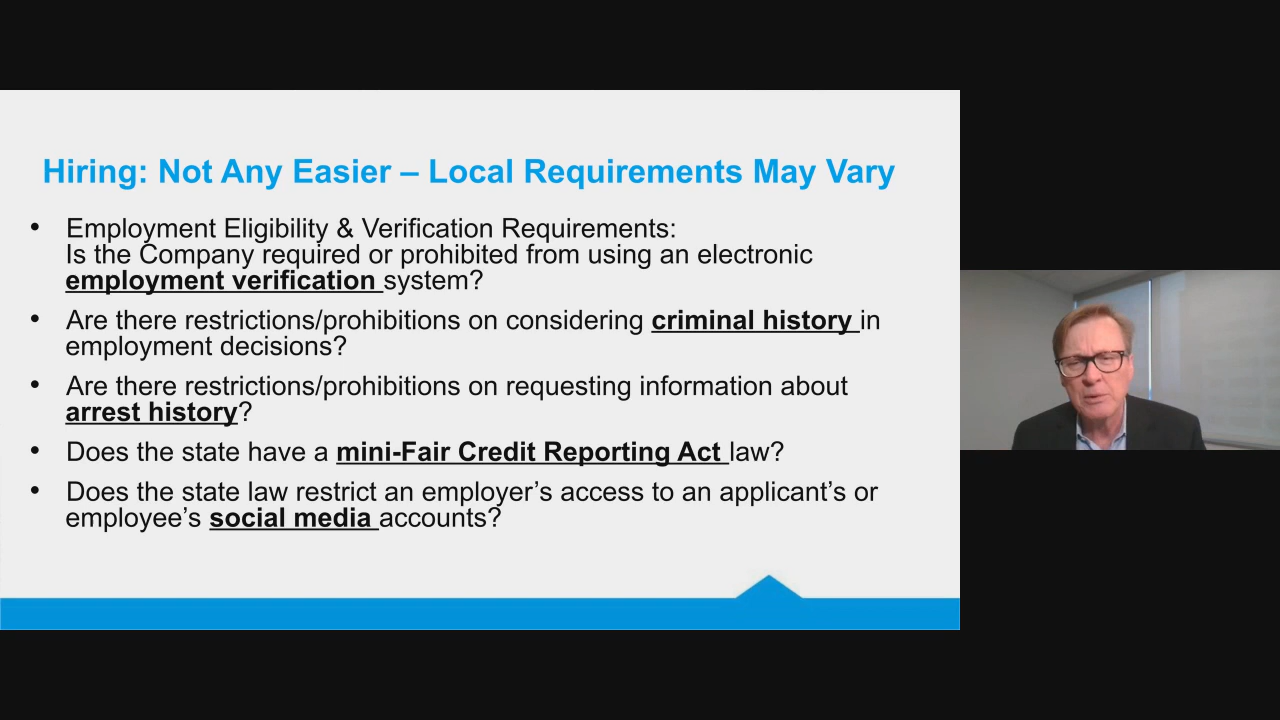 Hiring: Not Any Easier – Local Requirements May Vary
• Employment Eligibility & Verification Requirements:
Is the Company required or prohibited from using an electronic
employment verification system?
• Are there restrictions/prohibitions on considering criminal history in
employment decisions?
• Are there restrictions/prohibitions on requesting information about
arrest history?
• Does the state have a mini-Fair Credit Reporting Act law?
• Does the state law restrict an employer’s access to an applicant’s or
employee’s social media accounts?